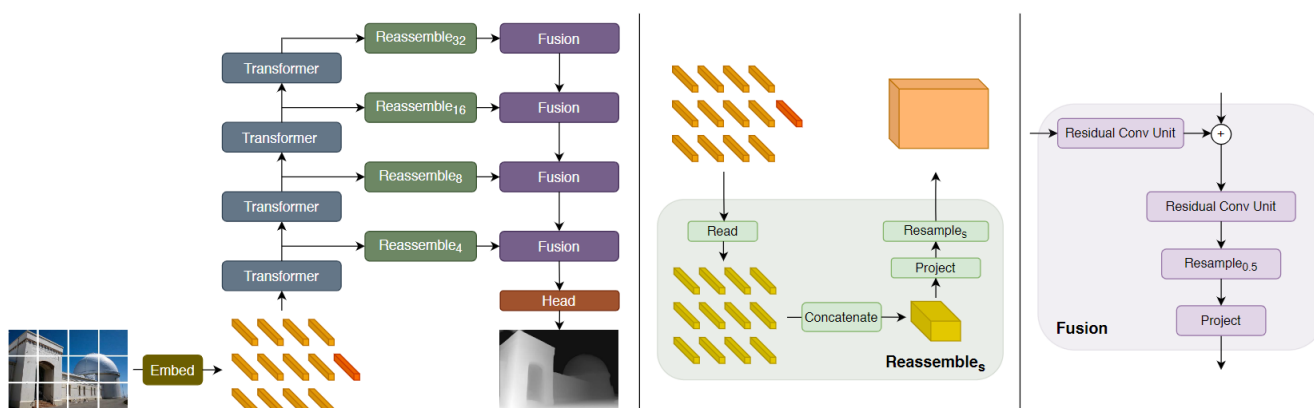 Reassemble₃₂
Fusion
Transformer
Reassemble₁₆
Fusion
Transformer
Reassemble₈
Fusion
Transformer
Reassemble₄
Fusion
Transformer
Head
Embed
Read
Resampleₛ
Project
Concatenate
Reassembleₛ
Residual Conv Unit
+
Residual Conv Unit
Resample₀.₅
Project
Fusion